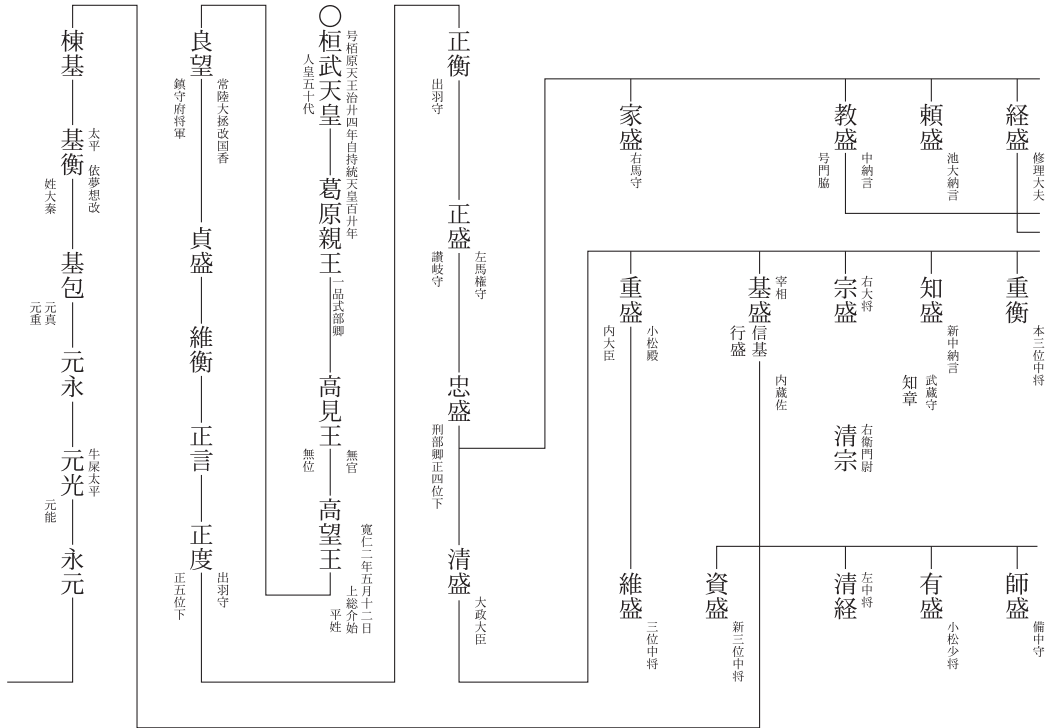 経盛
修理大夫
頼盛
池大納言
教盛
中納言
号門脇
家盛
右馬守
重衡
本三位中将
知盛
新中納言
武蔵守
知章
宗盛
右大将
右衛門尉
清宗
宰相
基盛
信基
行盛
内蔵佐
重盛
小松殿
内大臣
師盛
備中守
有盛
小松少将
左中将
清経
資盛
新三位中将
維盛
三位中将
正衡
出羽守
正盛
左馬権守
讃岐守
忠盛
刑部卿正四位下
清盛
大政大臣
○桓武天皇
号栢原天王治廿四年自持統天皇百廿年
人皇五十代
葛原親王
一品式部卿
高見王
無官
無位
高望王
寛仁二年五月十二日
上総介始
平姓
良望
常陸大掾改国香
鎮守府将軍
貞盛
維衡
正言
正度
出羽守
正五位下
棟基
基衡
太平 依夢想改
姓大秦
基包
元真
元重
元永
元光
牛屎太平
元能
永元